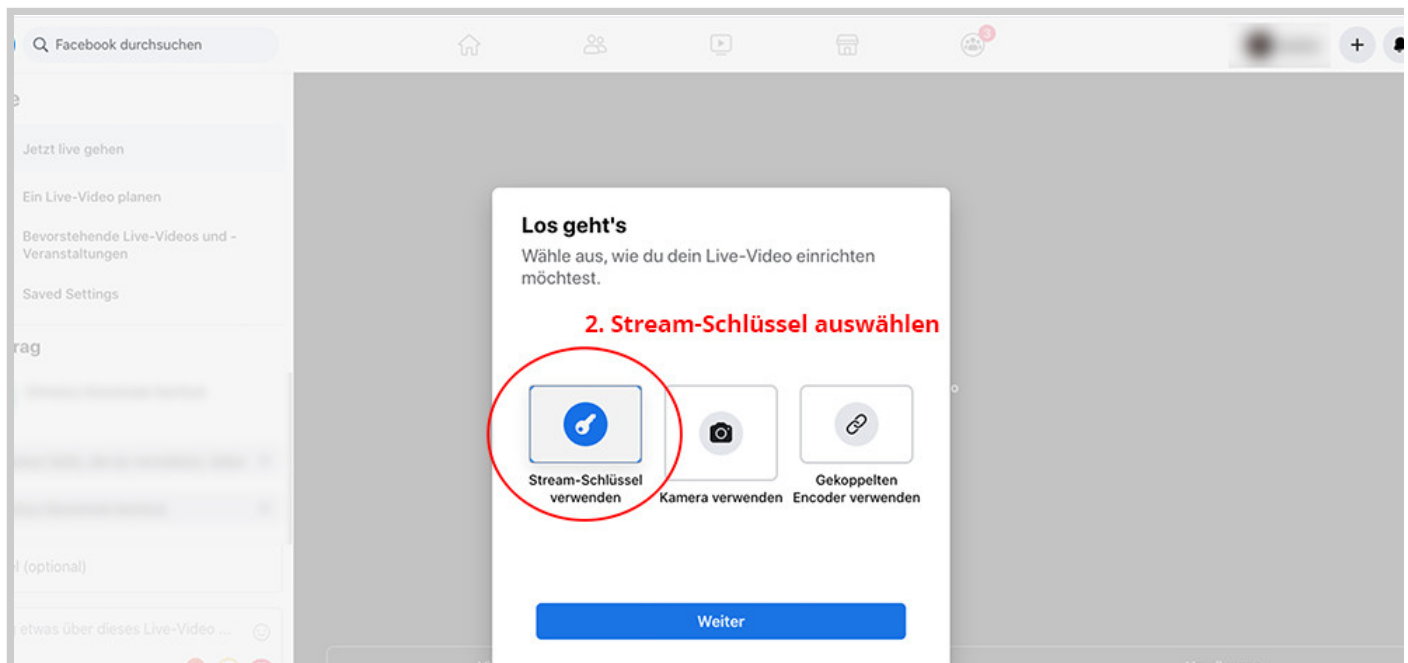 Facebook durchsuchen
3
Jetzt live gehen
Ein Live-Video planen
Bevorstehende Live-Videos und -
Veranstaltungen
Saved Settings
rag
(optional)
etwas über dieses Live-Video ...
Los geht's
Wähle aus, wie du dein Live-Video einrichten
möchtest.
2. Stream-Schlüssel auswählen
Stream-Schlüssel
verwenden
Kamera verwenden
Gekoppelten
Encoder verwenden
Weiter